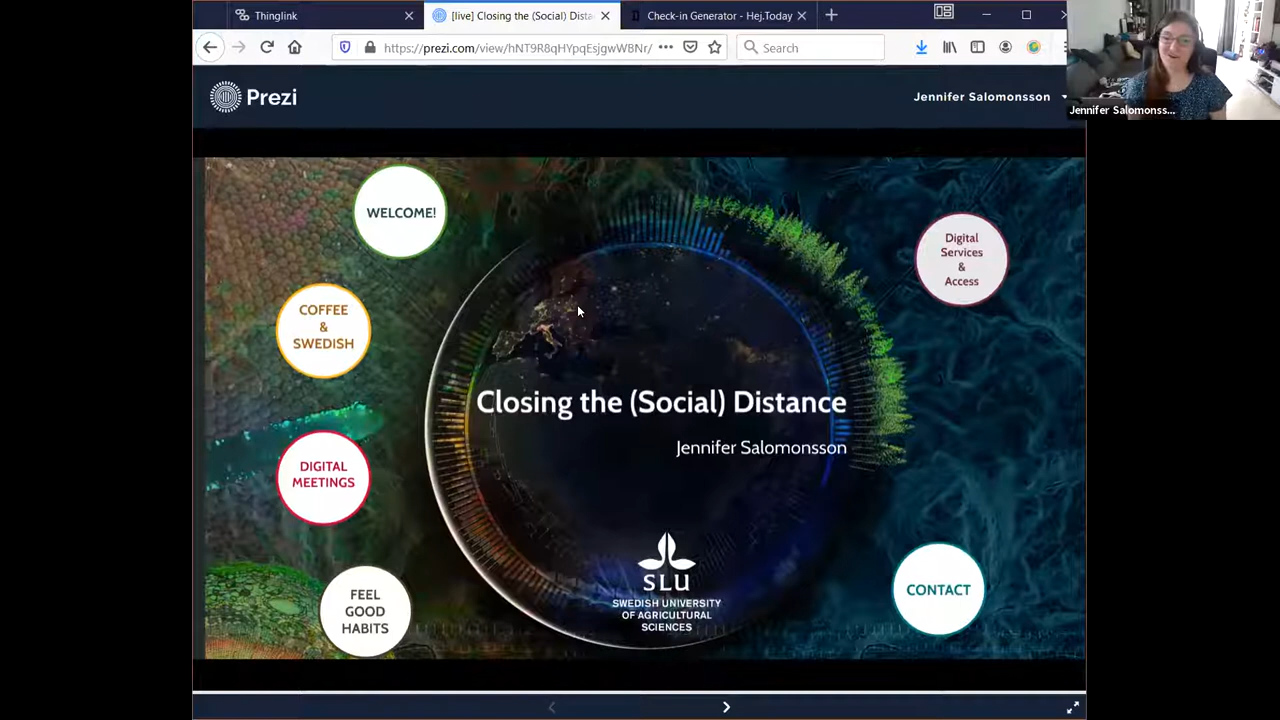 Thinglink
[live] Closing the (Social) Dista
Check-in Generator - Hej.Today
https://prezi.com/view/hNT9R8qHYpqEsjgwWBNr/
Search
Prezi
Jennifer Salomonsson
Jennifer Salomonss...
WELCOME!
COFFEE
&
SWEDISH
DIGITAL
MEETINGS
FEEL
GOOD
HABITS
Closing the (Social) Distance
Jennifer Salomonsson
SLU
SWEDISH UNIVERSITY
OF AGRICULTURAL
SCIENCES
Digital
Services
&
Access
CONTACT